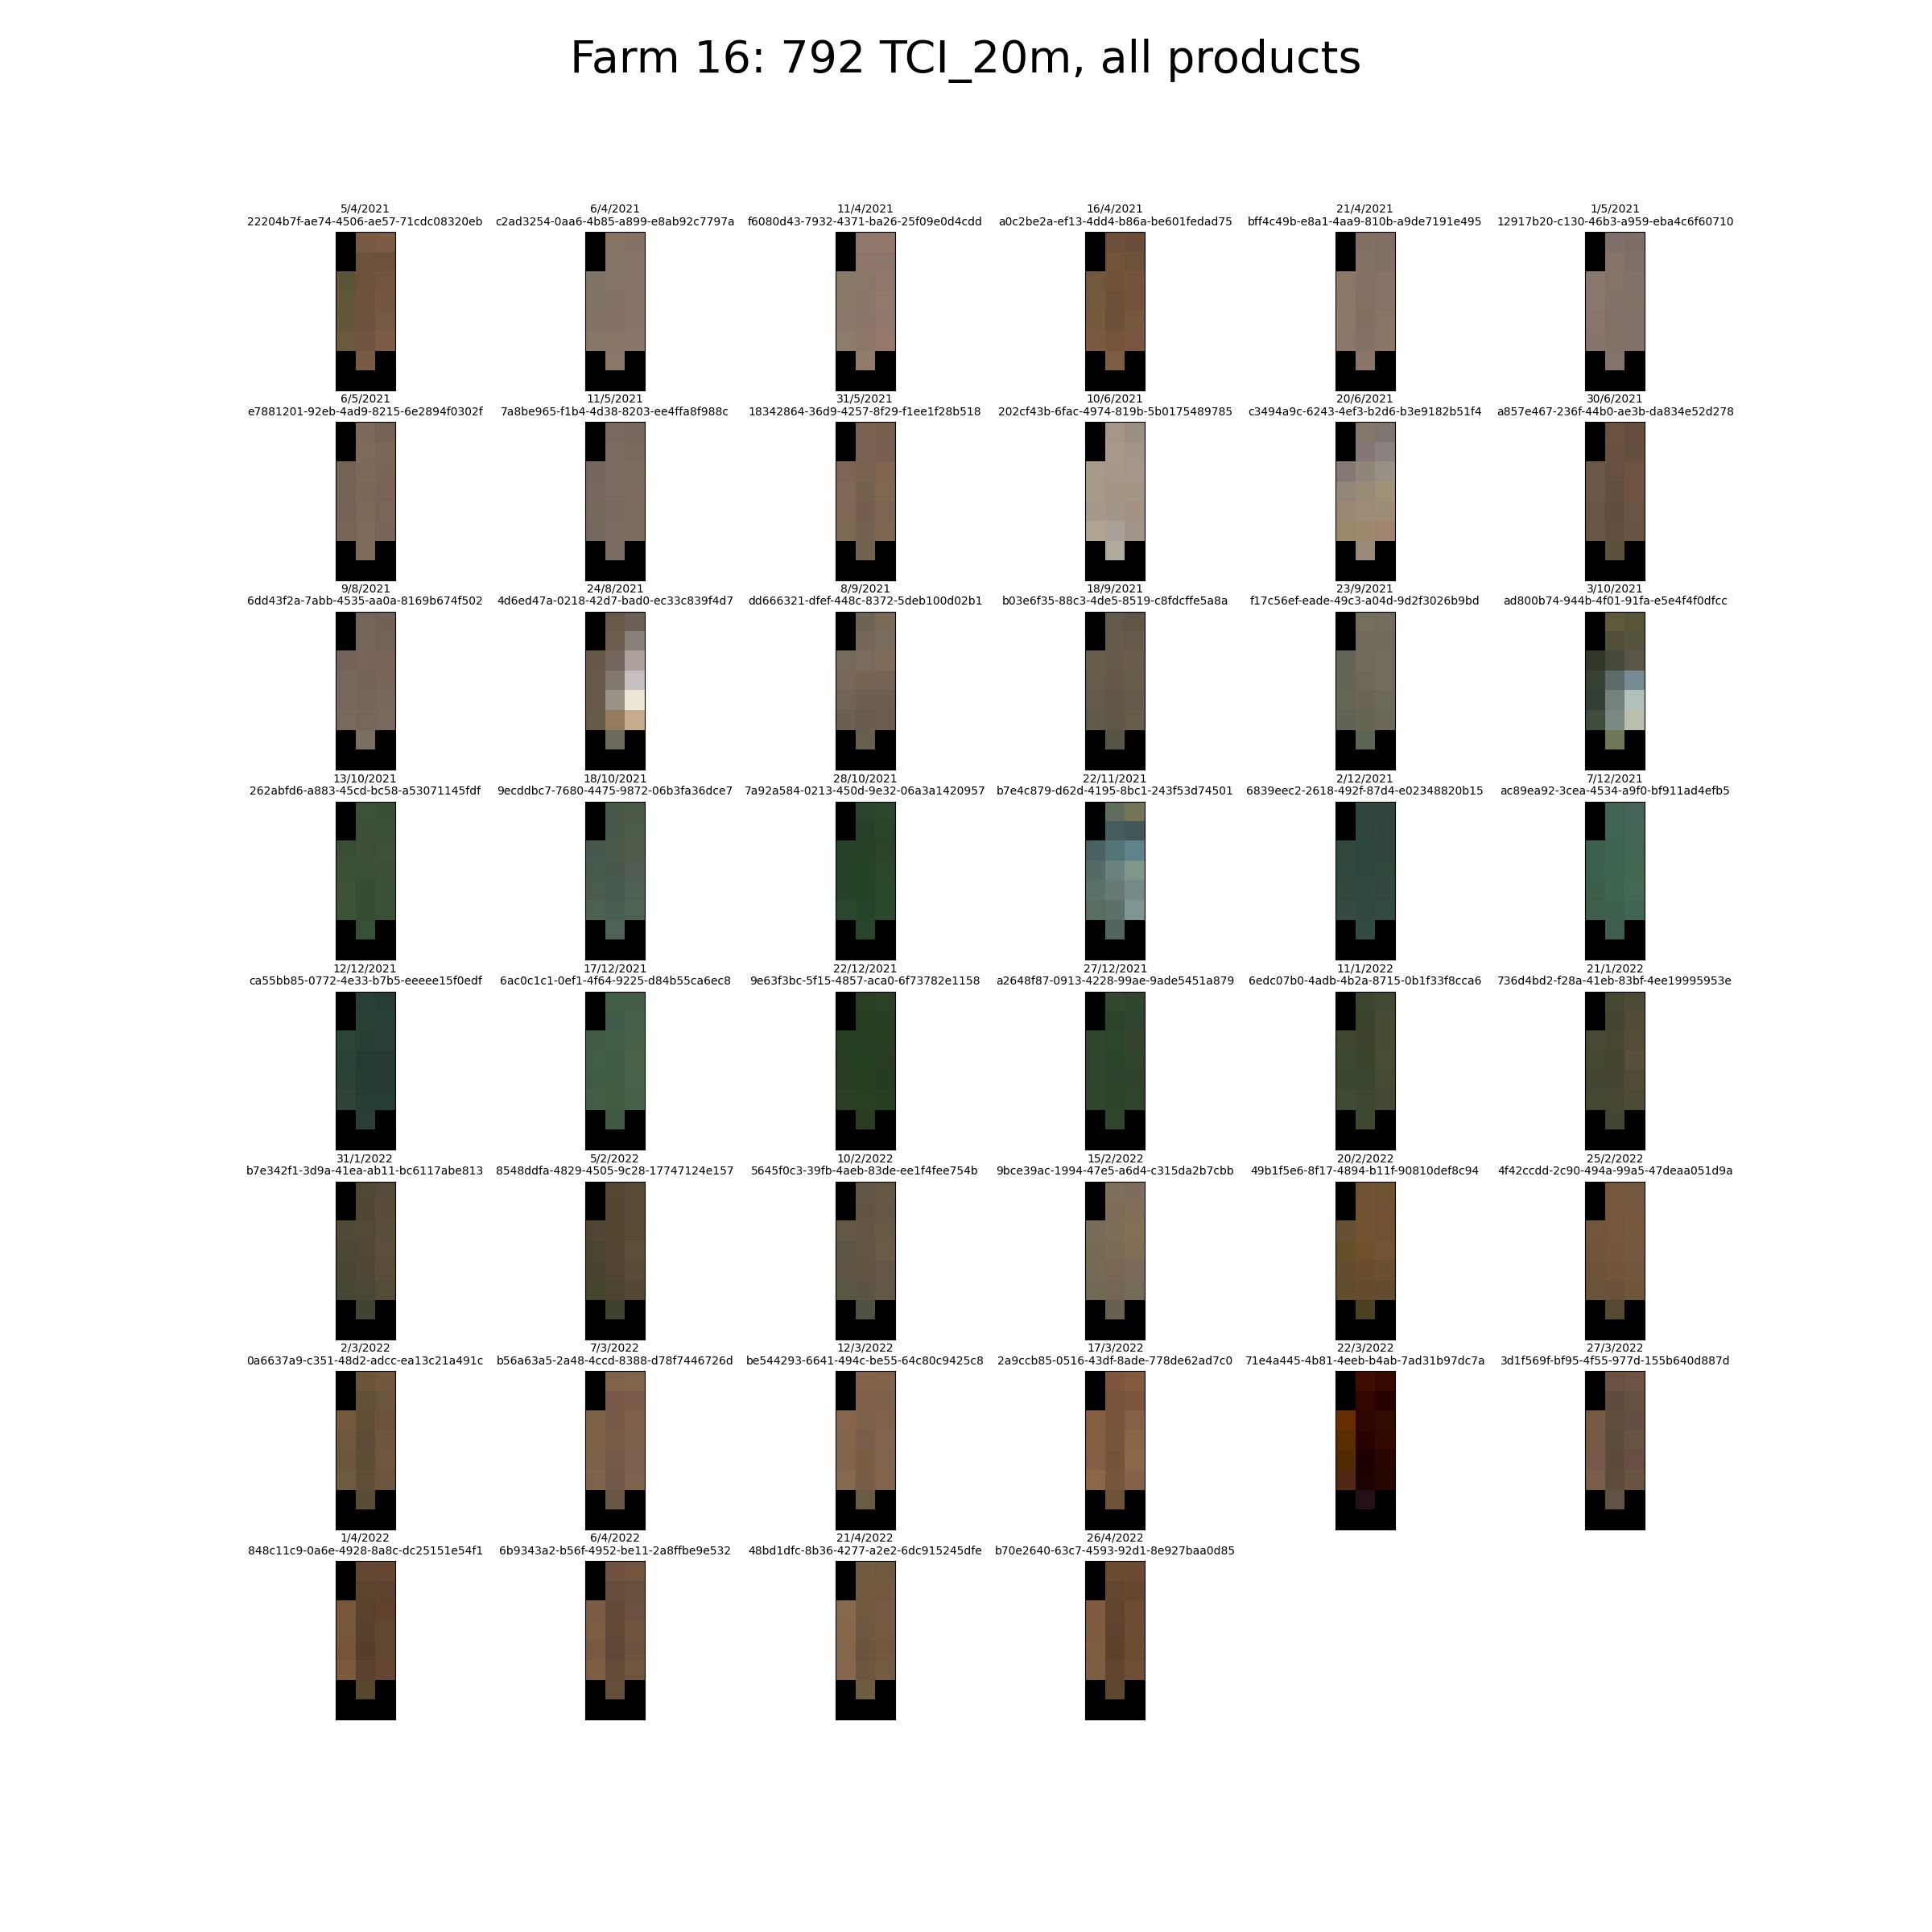 Farm 16: 792 TCI_20m, all products
5/4/2021 6/4/2021 11/4/2021 16/4/2021 21/4/2021 1/5/2021
22204b7f-ae74-4506-ae57-71cdc08320eb c2ad3254-0aa6-4b85-a899-e8ab92c7797a f6080d43-7932-4371-ba26-25f09e0d4cdd a0c2be2a-ef13-4dd4-b86a-be601fedad75 bff4c49b-e8a1-4aa9-810b-a9de7191e495 12917b20-c130-46b3-a959-eba4c6f60710
6/5/2021 11/5/2021 31/5/2021 10/6/2021 20/6/2021 30/6/2021
e7881201-92eb-4ad9-8215-6e2894f0302f 7a8be965-f1b4-4d38-8203-ee4ffa8f988c 18342864-36d9-4257-8f29-f1ee1f28b518 202cf43b-6fac-4974-819b-5b0175489785 c3494a9c-6243-4ef3-b2d6-b3e9182b51f4 a857e467-236f-44b0-ae3b-da834e52d278
9/8/2021 24/8/2021 8/9/2021 18/9/2021 23/9/2021 3/10/2021
6dd43f2a-7abb-4535-aa0a-8169b674f502 4d6ed47a-0218-42d7-bad0-ec33c839f4d7 dd666321-dfef-448c-8372-5deb100d02b1 b03e6f35-88c3-4de5-8519-c8fdcffe5a8a f17c56ef-eade-49c3-a04d-9d2f3026b9bd ad800b74-944b-4f01-91fa-e5e4f4f0dfcc
13/10/2021 18/10/2021 28/10/2021 22/11/2021 2/12/2021 7/12/2021
262abfd6-a883-45cd-bc58-a53071145fdf 9ecddbc7-7680-4475-9872-06b3fa36dce7 7a92a584-0213-450d-9e32-06a3a1420957 b7e4c879-d62d-4195-8bc1-243f53d74501 6839eec2-2618-492f-87d4-e02348820b15 ac89ea92-3cea-4534-a9f0-bf911ad4efb5
12/12/2021 17/12/2021 22/12/2021 27/12/2021 11/1/2022 21/1/2022
ca55bb85-0772-4e33-b7b5-eeeee15f0edf 6ac0c1c1-0ef1-4f64-9225-d84b55ca6ec8 9e63f3bc-5f15-4857-aca0-6f73782e1158 a2648f87-0913-4228-99ae-9ade5451a879 6edc07b0-4adb-4b2a-8715-0b1f33f8cca6 736d4bd2-f28a-41eb-83bf-4ee19995953e
31/1/2022 5/2/2022 10/2/2022 15/2/2022 20/2/2022 25/2/2022
b7e342f1-3d9a-41ea-ab11-bc6117abe813 8548ddfa-4829-4505-9c28-17747124e157 5645f0c3-39fb-4aeb-83de-ee1f4fee754b 9bce39ac-1994-47e5-a6d4-c315da2b7cbb 49b1f5e6-8f17-4894-b11f-90810def8c94 4f42ccdd-2c90-494a-99a5-47deaa051d9a
2/3/2022 7/3/2022 12/3/2022 17/3/2022 22/3/2022 27/3/2022
0a6637a9-c351-48d2-adcc-ea13c21a491c b56a63a5-2a48-4ccd-8388-d78f7446726d be544293-6641-494c-be55-64c80c9425c8 2a9ccb85-0516-43df-8ade-778de62ad7c0 71e4a445-4b81-4eeb-b4ab-7ad31b97dc7a 3d1f569f-bf95-4f55-977d-155b640d887d
1/4/2022 6/4/2022 21/4/2022 26/4/2022
848c11c9-0a6e-4928-8a8c-dc25151e54f1 6b9343a2-b56f-4952-be11-2a8ffbe9e532 48bd1dfc-8b36-4277-a2e2-6dc915245dfe b70e2640-63c7-4593-92d1-8e927baa0d85